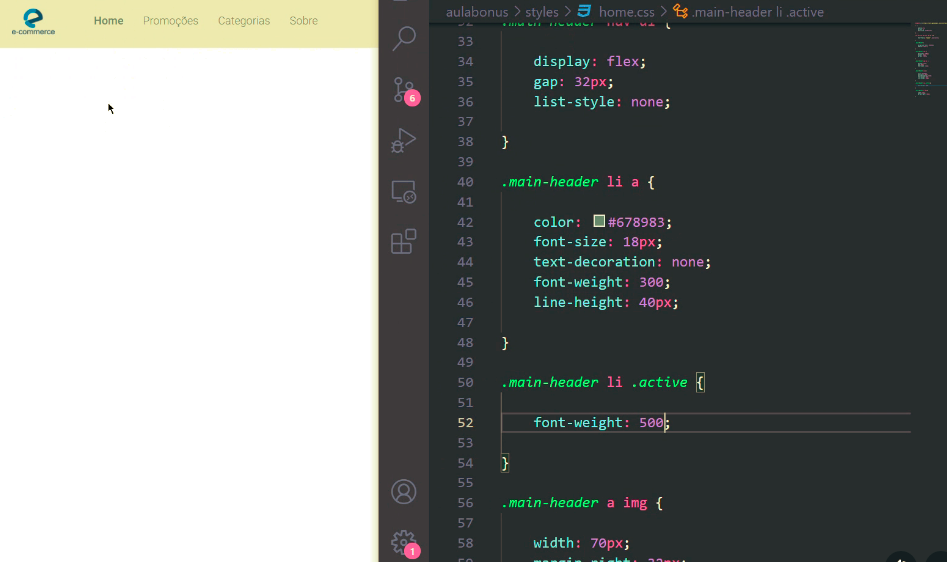 Home Promoções Categorias Sobre
e-commerce
6
1
aulabonus > styles > home.css > .main-header li .active
32 .main-header nav ul {
33
34 display: flex;
35 gap: 32px;
36 list-style: none;
37
38 }
39
40 .main-header li a {
41
42 color: #678983;
43 font-size: 18px;
44 text-decoration: none;
45 font-weight: 300;
46 line-height: 40px;
47
48 }
49
50 .main-header li .active {
51
52 font-weight: 500;
53
54 }
55
56 .main-header a img {
57
58 width: 70px;
59 margin-right: 32px;